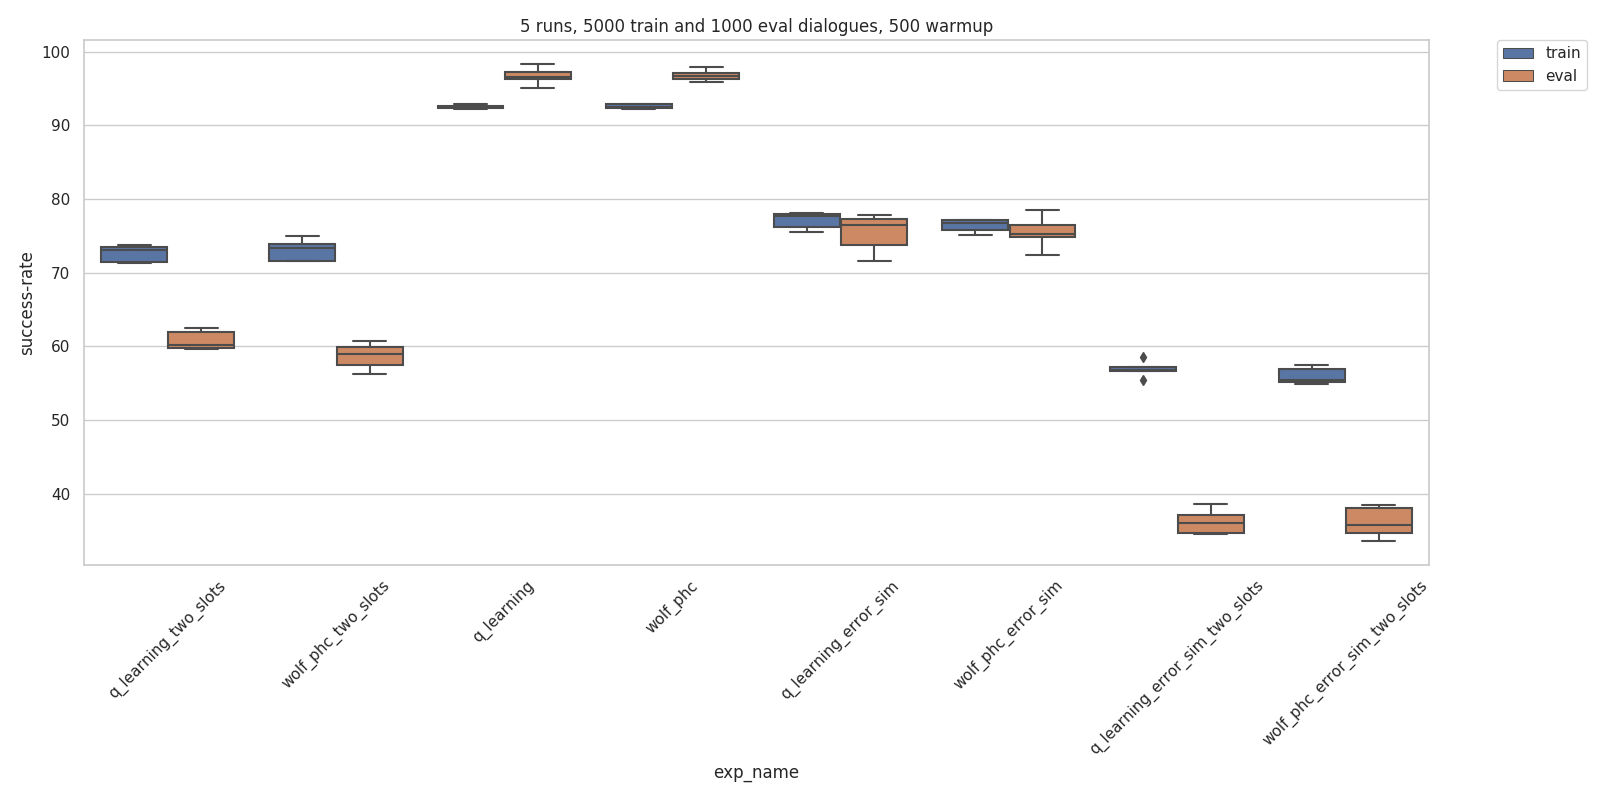 5 runs, 5000 train and 1000 eval dialogues, 500 warmup
train
eval
success-rate
100
90
80
70
60
50
40
q_learning_two_slots
wolf_phc_two_slots
q_learning
wolf_phc
q_learning_error_sim
wolf_phc_error_sim
q_learning_error_sim_two_slots
wolf_phc_error_sim_two_slots
exp_name